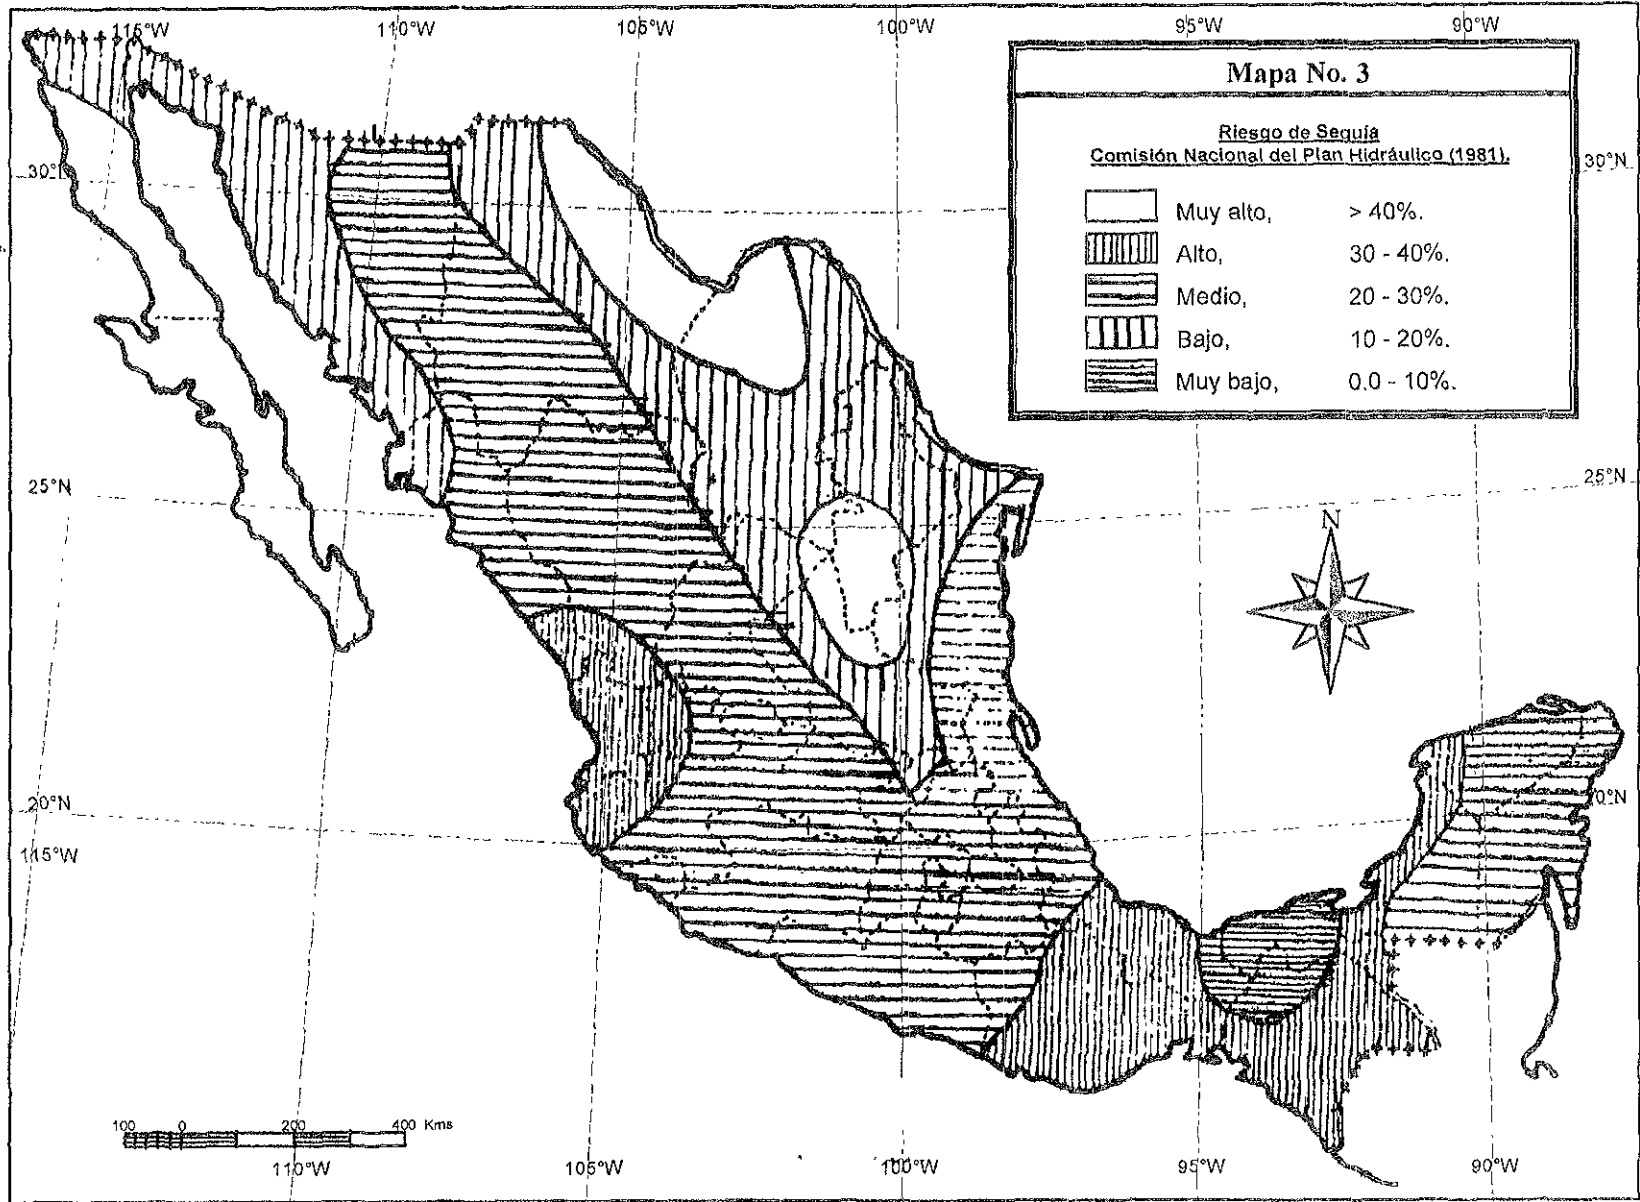 115°W 110°W 105°W 100°W 95°W 90°W
Mapa No. 3
Riesgo de Sequía
Comisión Nacional del Plan Hidráulico (1981).
Muy alto, > 40%.
Alto, 30 - 40%.
Medio, 20 - 30%.
Bajo, 10 - 20%.
Muy bajo, 0.0 - 10%.
30°N 30°N
25°N 25°N
N
20°N 20°N
115°W
100 0 200 400 Kms
110°W 105°W 100°W 95°W 90°W